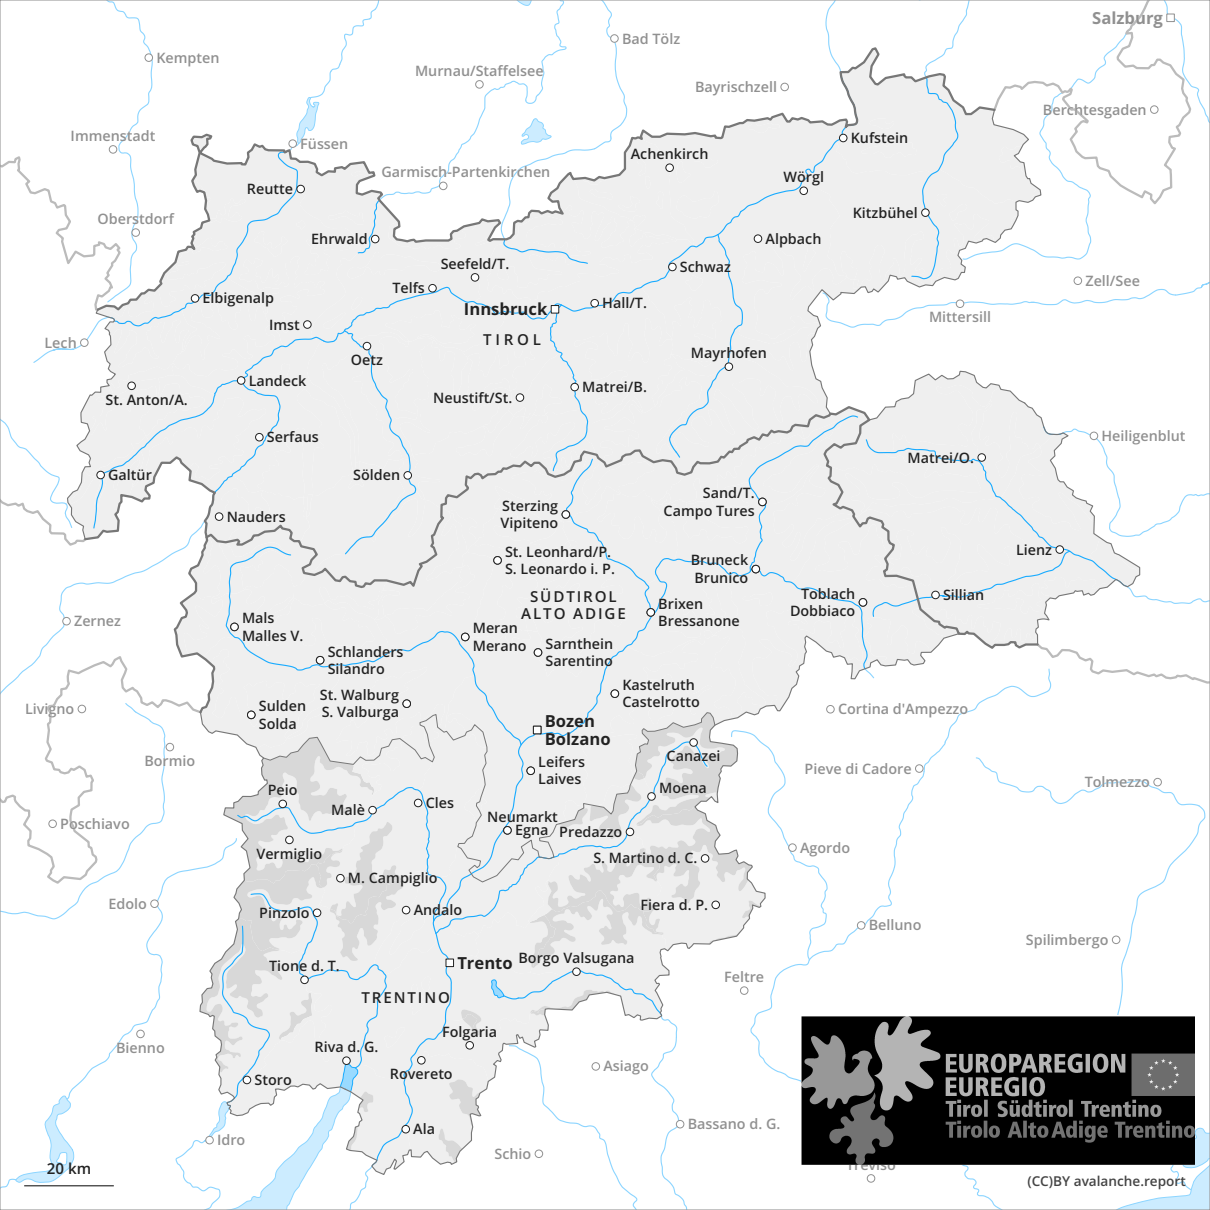 Salzburg
Bad Tölz
Kempten
Murnau/Staffelsee
Bayrischzell
Berchtesgaden
Immenstadt
Füssen
Kufstein
Achenkirch
Garmisch-Partenkirchen
Wörgl
Reutte
Oberstdorf
Kitzbühel
Ehrwald
Alpbach
Seefeld/T.
Schwaz
Zell/See
Telfs
Elbigenalp
Hall/T.
Innsbruck
Mittersill
Imst
TIROL
Lech
Mayrhofen
Oetz
Landeck
Matrei/B.
St. Anton/A.
Neustift/St.
Serfaus
Heiligenblut
Matrei/O.
Galtür
Sölden
Sand/T.
Campo Tures
Sterzing
Vipiteno
Nauders
Lienz
St. Leonhard/P.
S. Leonardo i. P.
Bruneck
Brunico
SÜDTIROL
ALTO ADIGE
Toblach
Dobbiaco
Sillian
Brixen
Bressanone
Mals
Malles V.
Zernez
Meran
Merano
Sarnthein
Sarentino
Schlanders
Silandro
Kastelruth
Castelrotto
St. Walburg
S. Valburga
Sulden
Solda
Livigno
Cortina d'Ampezzo
Bozen
Bolzano
Bormio
Canazei
Leifers
Laives
Pieve di Cadore
Tolmezzo
Peio
Moena
Malè
Cles
Neumarkt
Egna
Predazzo
Poschiavo
Vermiglio
Agordo
S. Martino d. C.
M. Campiglio
Edolo
Pinzolo
Andalo
Fiera d. P.
Belluno
Spilimbergo
Borgo Valsugana
Trento
Tione d. T.
Feltre
TRENTINO
Folgaria
Bienno
Riva d. G.
Asiago
Rovereto
Storo
EUROPAREGION
EUREGIO
Tirol Südtirol Trentino
Tirolo Alto Adige Trentino
Bassano d. G.
Ala
Idro
Schio
Treviso
20 km
(CC)BY avalanche.report